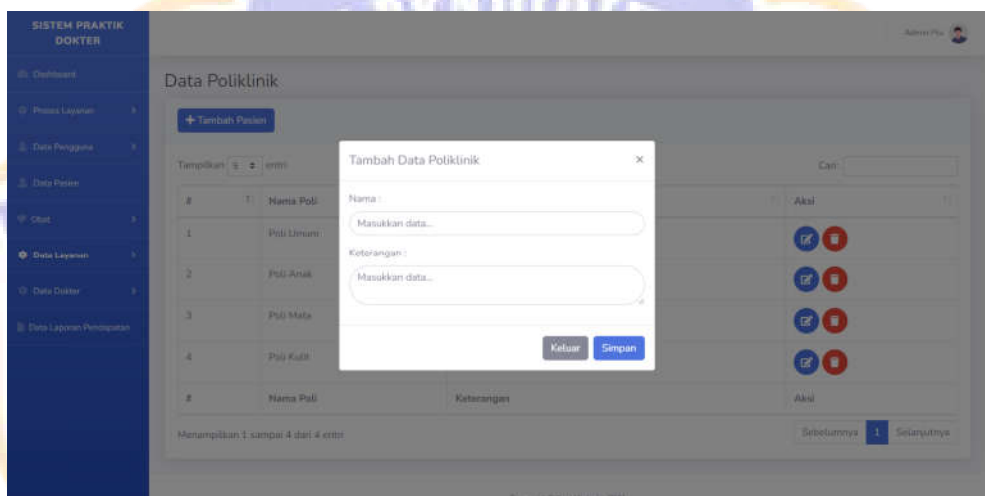 SISTEM PRAKTIK
DOKTER
Admin
Dashboard
Data Poliklinik
Proses Layanan
+ Tambah Pasien
Data Pengguna
Tampilkan 5 entri
Cari:
Data Pasien
# Nama Poli Aksi
Obat
1 Poli Umum
Data Layanan
2 Poli Anak
Data Dokter
3 Poli Mata
Data Laporan Pendapatan
4 Poli Kulit
# Nama Poli Keterangan Aksi
Menampilkan 1 sampai 4 dari 4 entri
Sebelumnya 1 Selanjutnya
Tambah Data Poliklinik ×
Nama :
Masukkan data...
Keterangan :
Masukkan data...
Keluar Simpan